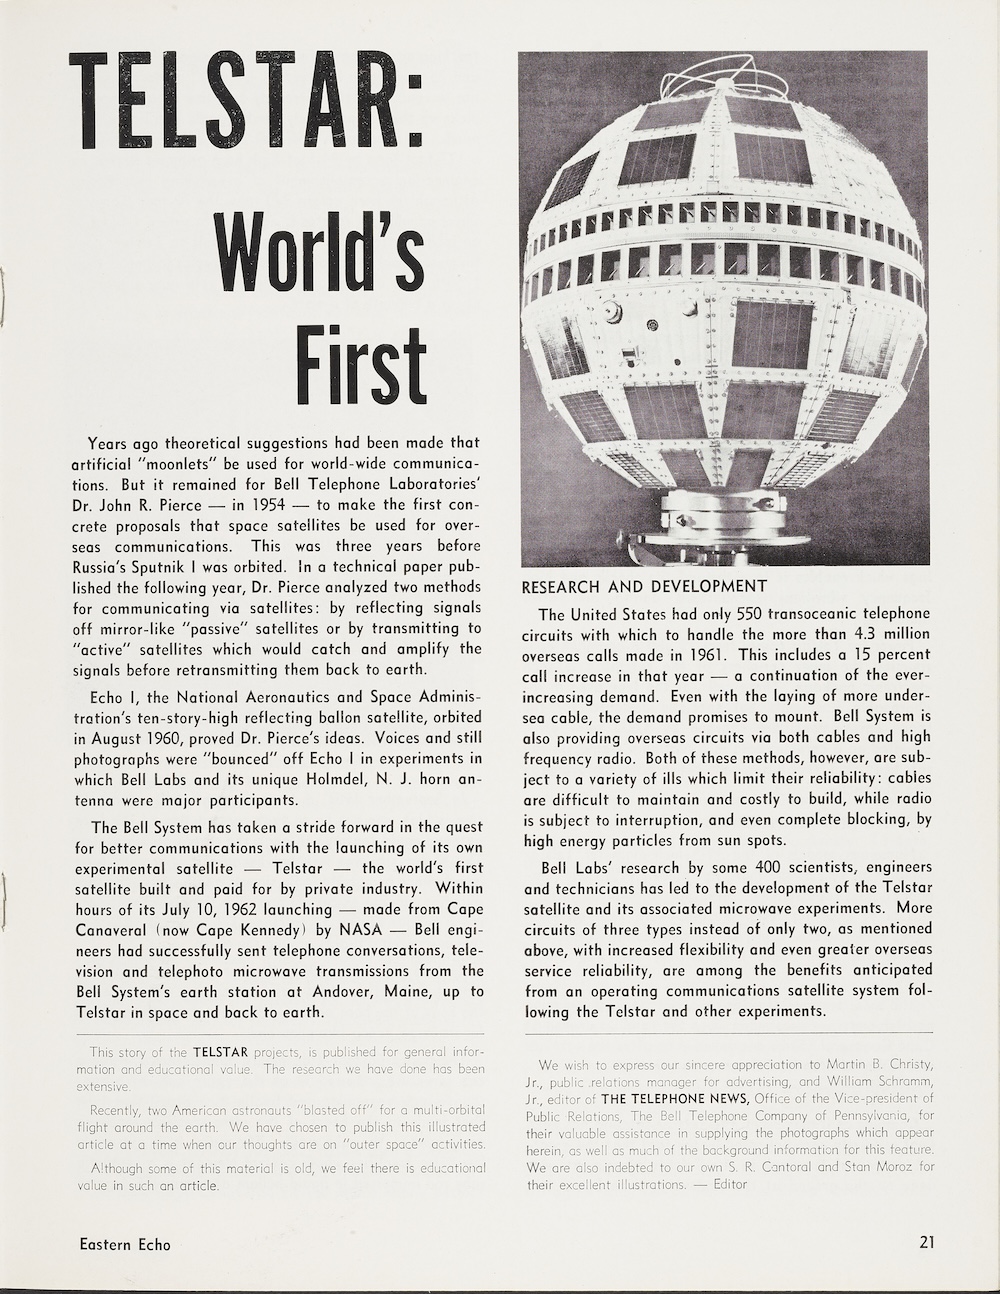 TELSTAR:
World's
First
Years ago theoretical suggestions had been made that
artificial "moonlets" be used for world-wide communica-
tions. But it remained for Bell Telephone Laboratories'
Dr. John R. Pierce — in 1954 — to make the first con-
crete proposals that space satellites be used for over-
seas communications. This was three years before
Russia's Sputnik I was orbited. In a technical paper pub-
lished the following year, Dr. Pierce analyzed two methods
for communicating via satellites: by reflecting signals
off mirror-like "passive" satellites or by transmitting to
"active" satellites which would catch and amplify the
signals before retransmitting them back to earth.
Echo I, the National Aeronautics and Space Adminis-
tration's ten-story-high reflecting ballon satellite, orbited
in August 1960, proved Dr. Pierce's ideas. Voices and still
photographs were "bounced" off Echo I in experiments in
which Bell Labs and its unique Holmdel, N. J. horn an-
tenna were major participants.
The Bell System has taken a stride forward in the quest
for better communications with the launching of its own
experimental satellite — Telstar — the world's first
satellite built and paid for by private industry. Within
hours of its July 10, 1962 launching — made from Cape
Canaveral (now Cape Kennedy) by NASA — Bell engi-
neers had successfully sent telephone conversations, tele-
vision and telephoto microwave transmissions from the
Bell System's earth station at Andover, Maine, up to
Telstar in space and back to earth.
This story of the TELSTAR projects, is published for general infor-
mation and educational value. The research we have done has been
extensive.
Recently, two American astronauts "blasted off" for a multi-orbital
flight around the earth. We have chosen to publish this illustrated
article at a time when our thoughts are on "outer space" activities.
Although some of this material is old, we feel there is educational
value in such an article.
RESEARCH AND DEVELOPMENT
The United States had only 550 transoceanic telephone
circuits with which to handle the more than 4.3 million
overseas calls made in 1961. This includes a 15 percent
call increase in that year — a continuation of the ever-
increasing demand. Even with the laying of more under-
sea cable, the demand promises to mount. Bell System is
also providing overseas circuits via both cables and high
frequency radio. Both of these methods, however, are sub-
ject to a variety of ills which limit their reliability: cables
are difficult to maintain and costly to build, while radio
is subject to interruption, and even complete blocking, by
high energy particles from sun spots.
Bell Labs' research by some 400 scientists, engineers
and technicians has led to the development of the Telstar
satellite and its associated microwave experiments. More
circuits of three types instead of only two, as mentioned
above, with increased flexibility and even greater overseas
service reliability, are among the benefits anticipated
from an operating communications satellite system fol-
lowing the Telstar and other experiments.
We wish to express our sincere appreciation to Martin B. Christy,
Jr., public relations manager for advertising, and William Schramm,
Jr., editor of THE TELEPHONE NEWS, Office of the Vice-president of
Public Relations, The Bell Telephone Company of Pennsylvania, for
their valuable assistance in supplying the photographs which appear
herein, as well as much of the background information for this feature.
We are also indebted to our own S. R. Cantoral and Stan Moroz for
their excellent illustrations. — Editor
Eastern Echo
21